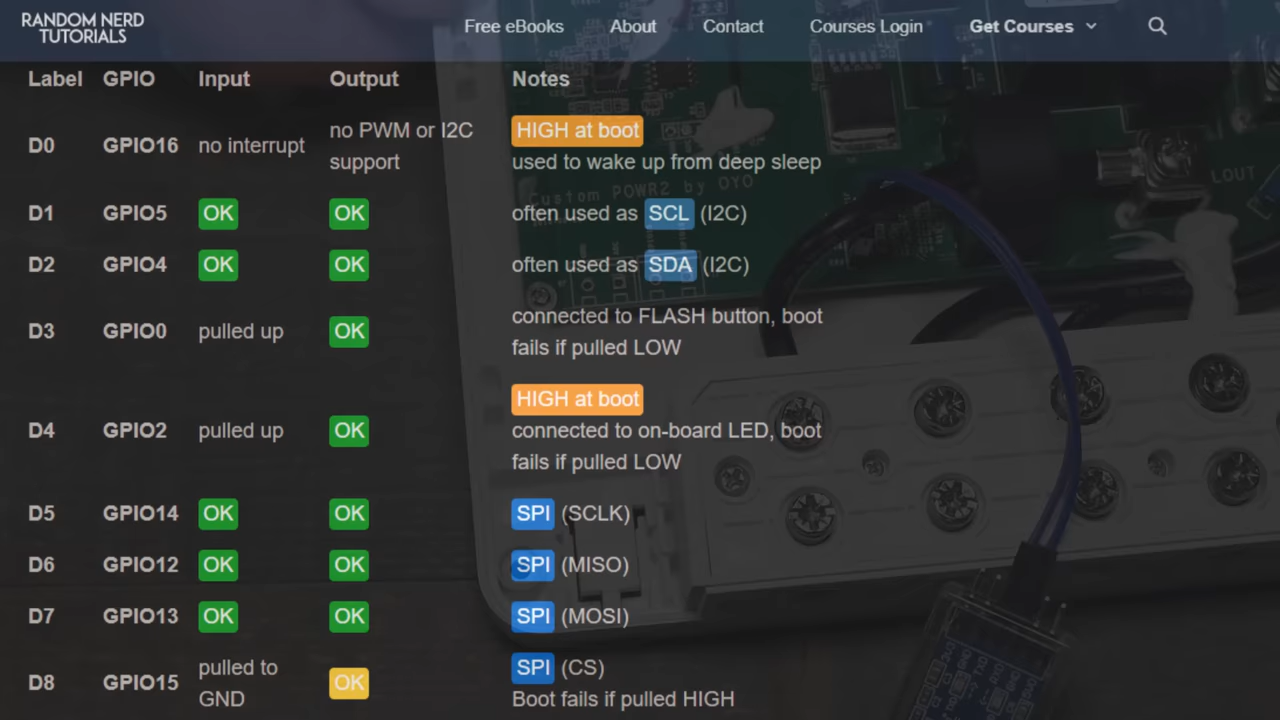 RANDOM NERD
TUTORIALS
Free eBooks About Contact Courses Login Get Courses
Label GPIO Input Output Notes
D0 GPIO16 no interrupt no PWM or I2C support HIGH at boot
used to wake up from deep sleep
Custom POWR2 by OYO
LOUT
D1 GPIO5 OK OK often used as SCL (I2C)
D2 GPIO4 OK OK often used as SDA (I2C)
D3 GPIO0 pulled up OK connected to FLASH button, boot
fails if pulled LOW
D4 GPIO2 pulled up OK HIGH at boot
connected to on-board LED, boot
fails if pulled LOW
D5 GPIO14 OK OK SPI (SCLK)
D6 GPIO12 OK OK SPI (MISO)
D7 GPIO13 OK OK SPI (MOSI)
D8 GPIO15 pulled to GND OK SPI (CS)
Boot fails if pulled HIGH